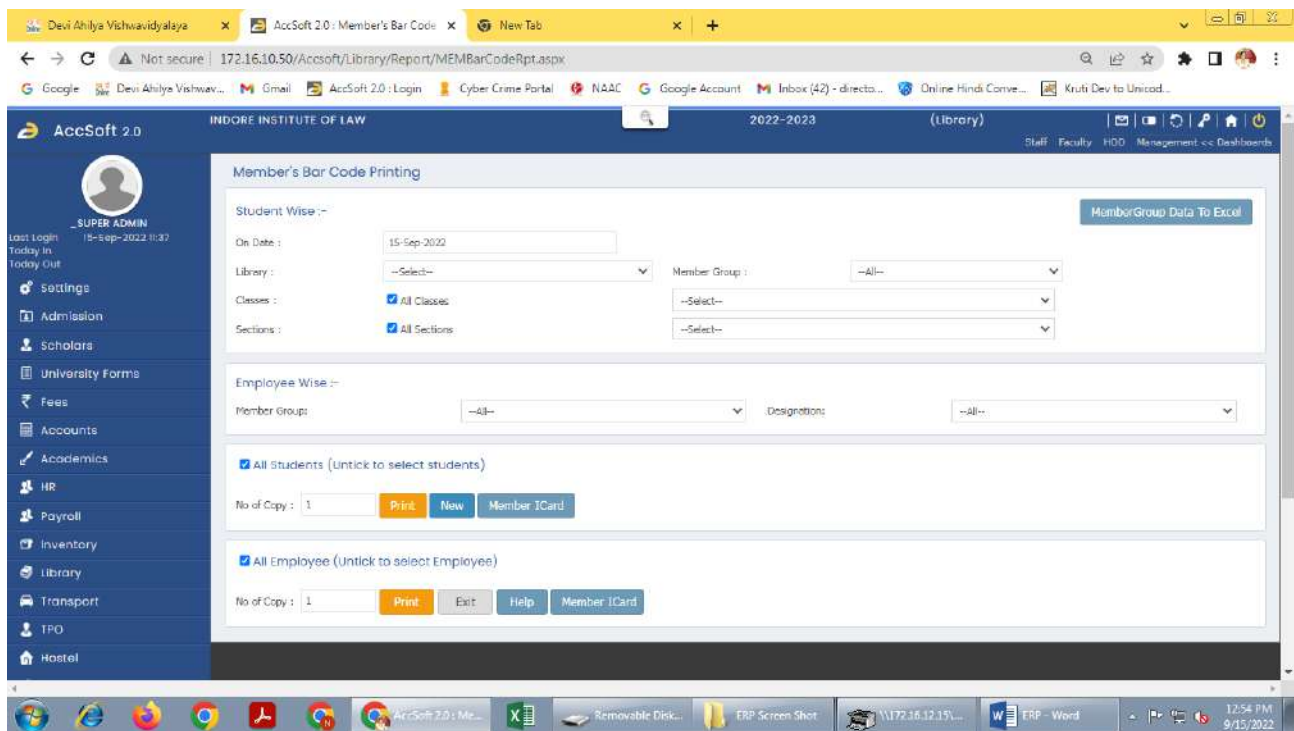 Devi Ahilya Vishwavidyalaya AccSoft 2.0 : Member's Bar Code New Tab
Not secure 172.16.10.50/Accsoft/Library/Report/MEMBarCodeRpt.aspx
Google Devi Ahilya Vishwav... Gmail AccSoft 2.0 : Login Cyber Crime Portal NAAC Google Account Inbox (42) - directo... Online Hindi Conve... Kruti Dev to Unicod...
AccSoft 2.0 INDORE INSTITUTE OF LAW 2022-2023 (Library)
Staff Faculty HOD Management << Dashboards
_SUPER ADMIN
Last Login 15-Sep-2022 11:37
Today In
Today Out
Settings
Admission
Scholars
University Forms
Fees
Accounts
Academics
HR
Payroll
Inventory
Library
Transport
TPO
Hostel
Member's Bar Code Printing
Student Wise :- MemberGroup Data To Excel
On Date : 15-Sep-2022
Library : --Select-- Member Group : --All--
Classes : All Classes --Select--
Sections : All Sections --Select--
Employee Wise :-
Member Group: --All-- Designation: --All--
All Students (Untick to select students)
No of Copy : 1 Print New Member ICard
All Employee (Untick to select Employee)
No of Copy : 1 Print Exit Help Member ICard
AccSoft 2.0 : Me... Removable Disk... ERP Screen Shot \\172.16.12.15\... ERP - Word 12:54 PM
9/15/2022